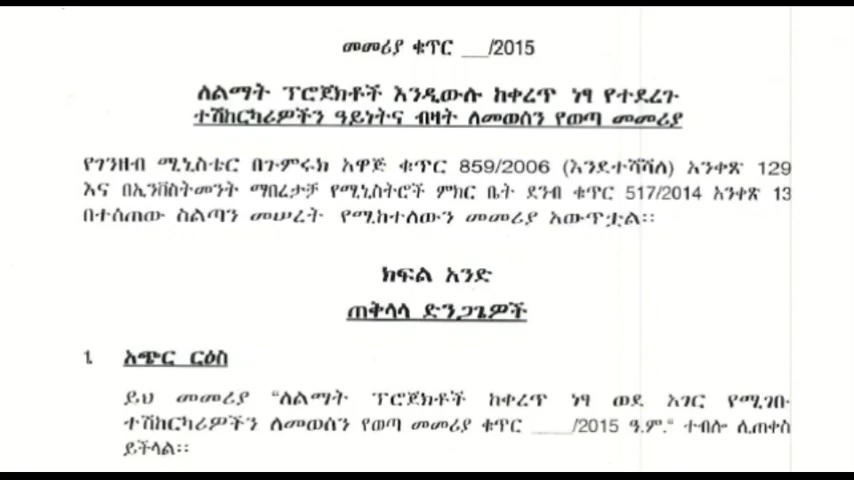 መመሪያ ቁጥር ___/2015
ለልማት ፕሮጀክቶች እንዲውሉ ከቀረጥ ነፃ የተደረጉ
ተሽከርካሪዎችን ዓይነትና ብዛት ለመወሰን የወጣ መመሪያ
የገንዘብ ሚኒስቴር በጉምሩክ አዋጅ ቁጥር 859/2006 (እንደተሻሻለ) አንቀጽ 129
እና በኢንቨስትመንት ማበረታቻ የሚኒስትሮች ምክር ቤት ደንብ ቁጥር 517/2014 አንቀጽ 13
በተሰጠው ስልጣን መሠረት የሚከተለውን መመሪያ አውጥቷል፡፡
ክፍል አንድ
ጠቅላላ ድንጋጌዎች
1. አጭር ርዕስ
ይህ መመሪያ “ለልማት ፕሮጀክቶች ከቀረጥ ነፃ ወደ አገር የሚገቡ
ተሽከርካሪዎችን ለመወሰን የወጣ መመሪያ ቁጥር ____/2015 ዓ.ም.“ ተብሎ ሊጠቀስ
ይችላል፡፡